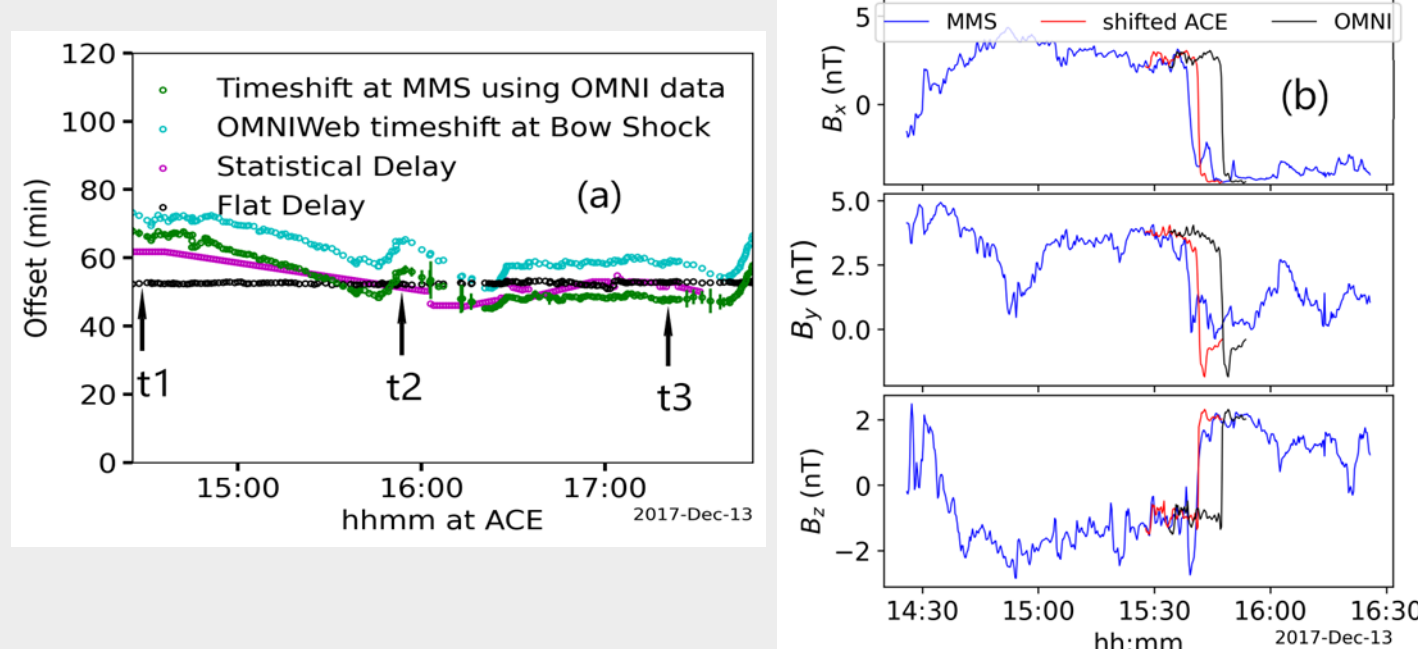 120
100
80
60
40
20
0
Offset (min)
Timeshift at MMS using OMNI data
OMNIWeb timeshift at Bow Shock
Statistical Delay
Flat Delay
(a)
t1
t2
t3
15:00
16:00
17:00
hhmm at ACE
2017-Dec-13
MMS
shifted ACE
OMNI
5
0
Bx (nT)
(b)
5.0
2.5
0.0
By (nT)
2
0
−2
Bz (nT)
14:30
15:00
15:30
16:00
16:30
hh:mm
2017-Dec-13